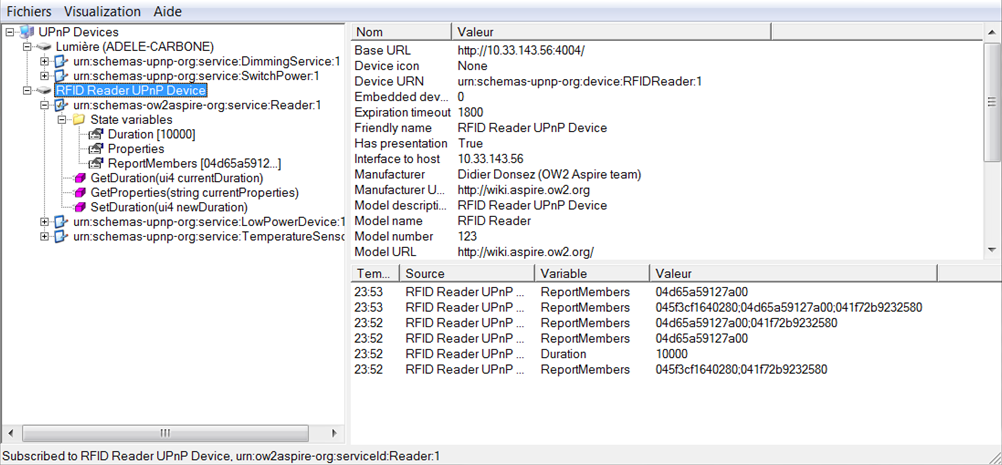 Fichiers Visualization Aide
UPnP Devices
Lumière (ADELE-CARBONE)
urn:schemas-upnp-org:service:DimmingService:1
urn:schemas-upnp-org:service:SwitchPower:1
RFID Reader UPnP Device
urn:schemas-ow2aspire-org:service:Reader:1
State variables
Duration [10000]
Properties
ReportMembers [04d65a5912...]
GetDuration(ui4 currentDuration)
GetProperties(string currentProperties)
SetDuration(ui4 newDuration)
urn:schemas-upnp-org:service:LowPowerDevice:1
urn:schemas-upnp-org:service:TemperatureSenso
Nom Valeur
Base URL http://10.33.143.56:4004/
Device icon None
Device URN urn:schemas-upnp-org:device:RFIDReader:1
Embedded dev... 0
Expiration timeout 1800
Friendly name RFID Reader UPnP Device
Has presentation True
Interface to host 10.33.143.56
Manufacturer Didier Donsez (OW2 Aspire team)
Manufacturer U... http://wiki.aspire.ow2.org
Model descripti... RFID Reader UPnP Device
Model name RFID Reader
Model number 123
Model URL http://wiki.aspire.ow2.org/
Tem... Source Variable Valeur
23:53 RFID Reader UPnP ... ReportMembers 04d65a59127a00
23:53 RFID Reader UPnP ... ReportMembers 045f3cf1640280;04d65a59127a00;041f72b9232580
23:52 RFID Reader UPnP ... ReportMembers 04d65a59127a00;041f72b9232580
23:52 RFID Reader UPnP ... ReportMembers 04d65a59127a00
23:52 RFID Reader UPnP ... Duration 10000
23:52 RFID Reader UPnP ... ReportMembers 045f3cf1640280;041f72b9232580
Subscribed to RFID Reader UPnP Device, urn:ow2aspire-org:serviceId:Reader:1